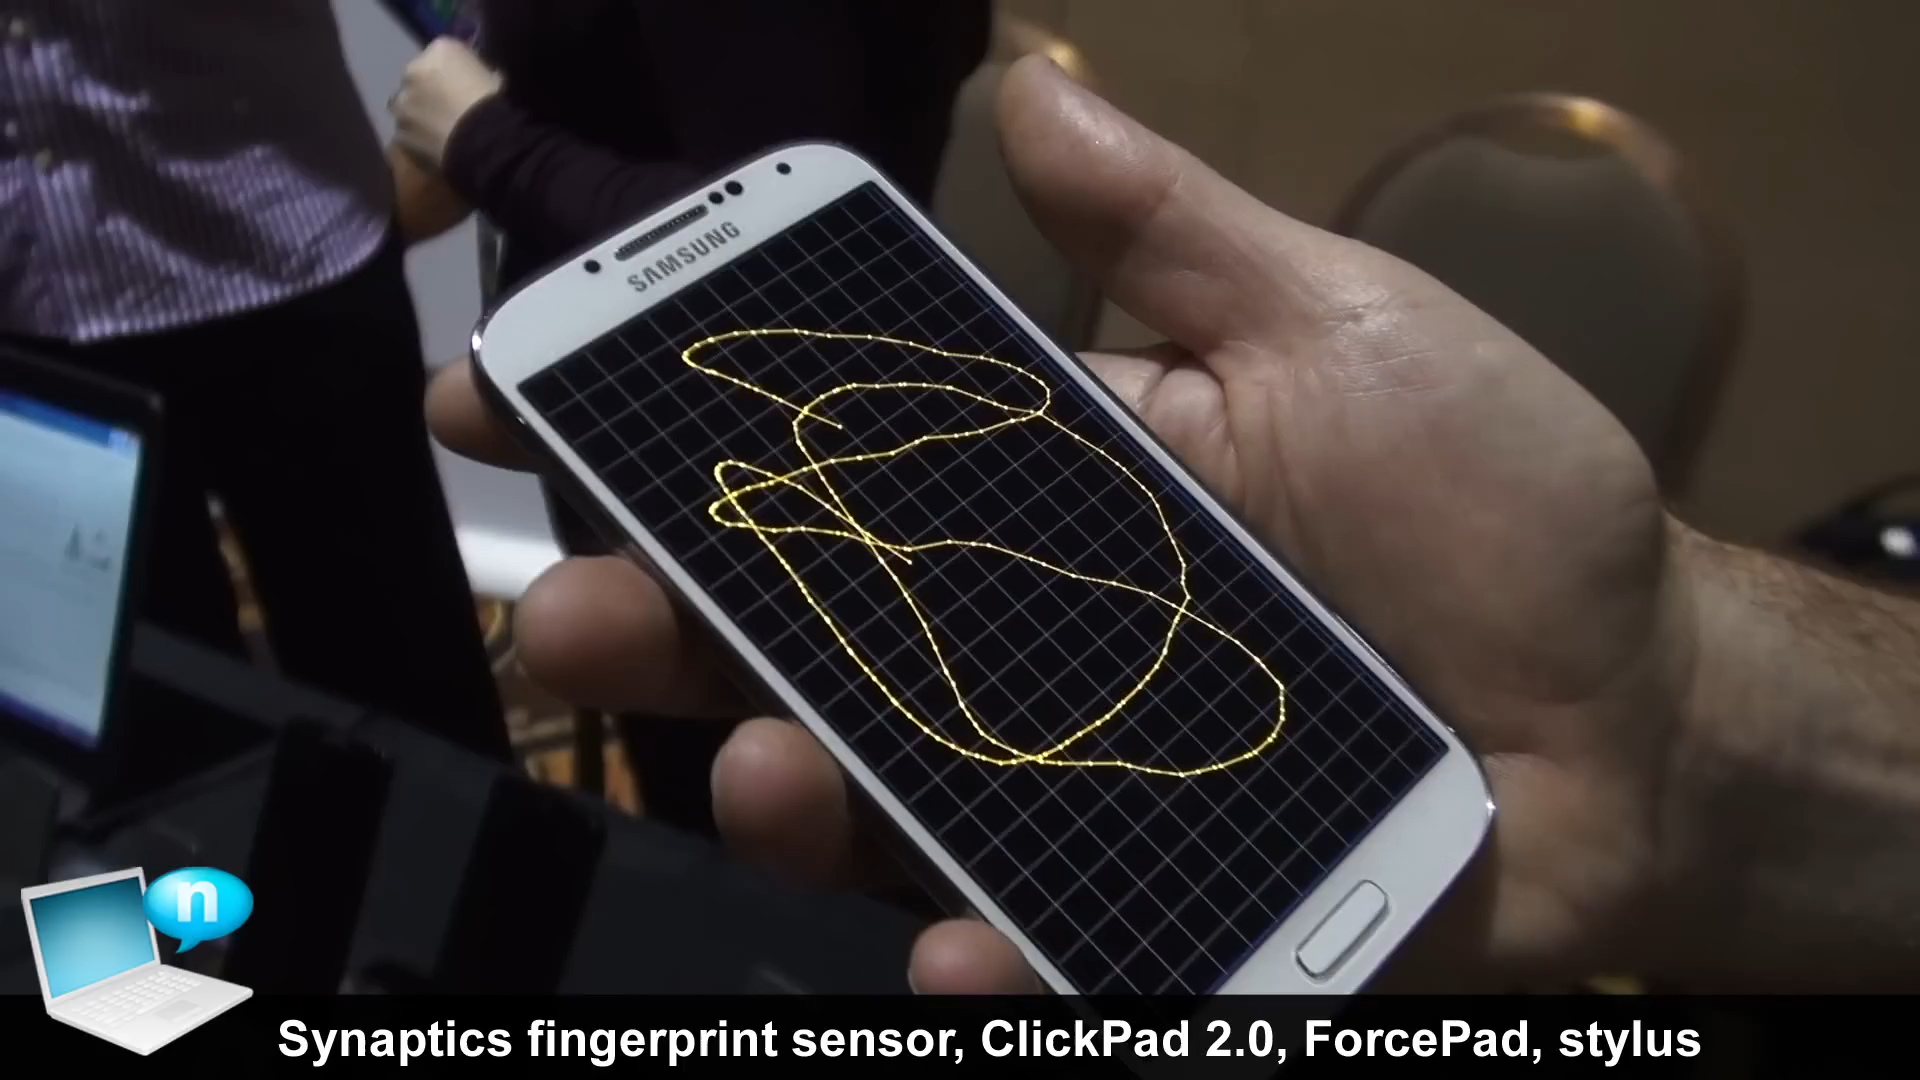 SAMSUNG
n
Synaptics fingerprint sensor, ClickPad 2.0, ForcePad, stylus